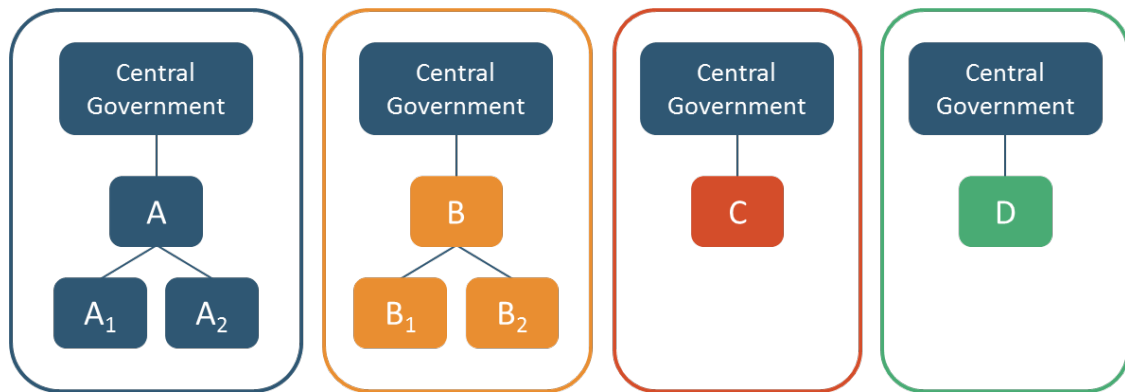 Central
Government
A
A₁
A₂
Central
Government
B
B₁
B₂
Central
Government
C
Central
Government
D